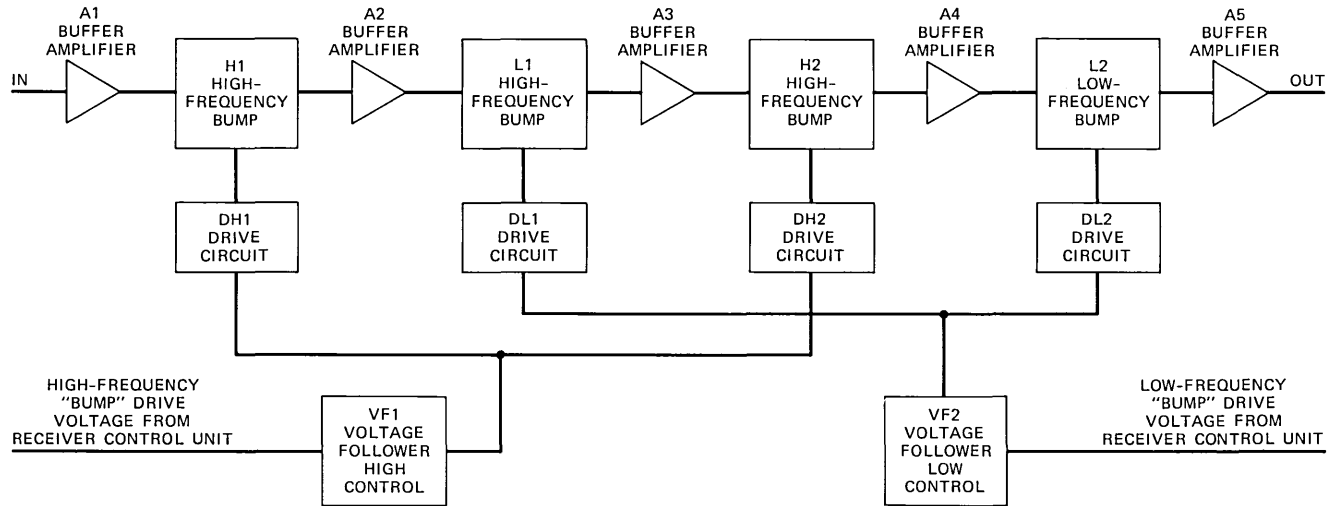 A1
BUFFER
AMPLIFIER
IN
H1
HIGH-
FREQUENCY
BUMP
A2
BUFFER
AMPLIFIER
L1
HIGH-
FREQUENCY
BUMP
A3
BUFFER
AMPLIFIER
H2
HIGH-
FREQUENCY
BUMP
A4
BUFFER
AMPLIFIER
L2
LOW-
FREQUENCY
BUMP
A5
BUFFER
AMPLIFIER
OUT
DH1
DRIVE
CIRCUIT
DL1
DRIVE
CIRCUIT
DH2
DRIVE
CIRCUIT
DL2
DRIVE
CIRCUIT
HIGH-FREQUENCY
"BUMP" DRIVE
VOLTAGE FROM
RECEIVER CONTROL UNIT
VF1
VOLTAGE
FOLLOWER
HIGH
CONTROL
VF2
VOLTAGE
FOLLOWER
LOW
CONTROL
LOW-FREQUENCY
"BUMP" DRIVE
VOLTAGE FROM
RECEIVER CONTROL UNIT